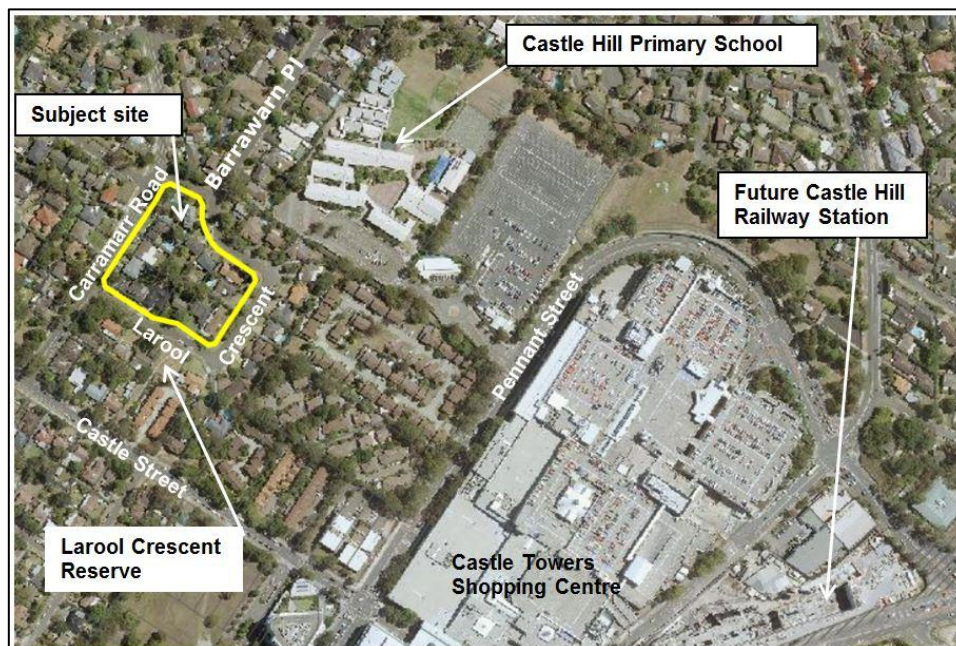 Castle Hill Primary School
Subject site
Barrawarn Pl
Future Castle Hill
Railway Station
Carramarr Road
Larool
Crescent
Pennant Street
Castle Street
Larool Crescent
Reserve
Castle Towers
Shopping Centre